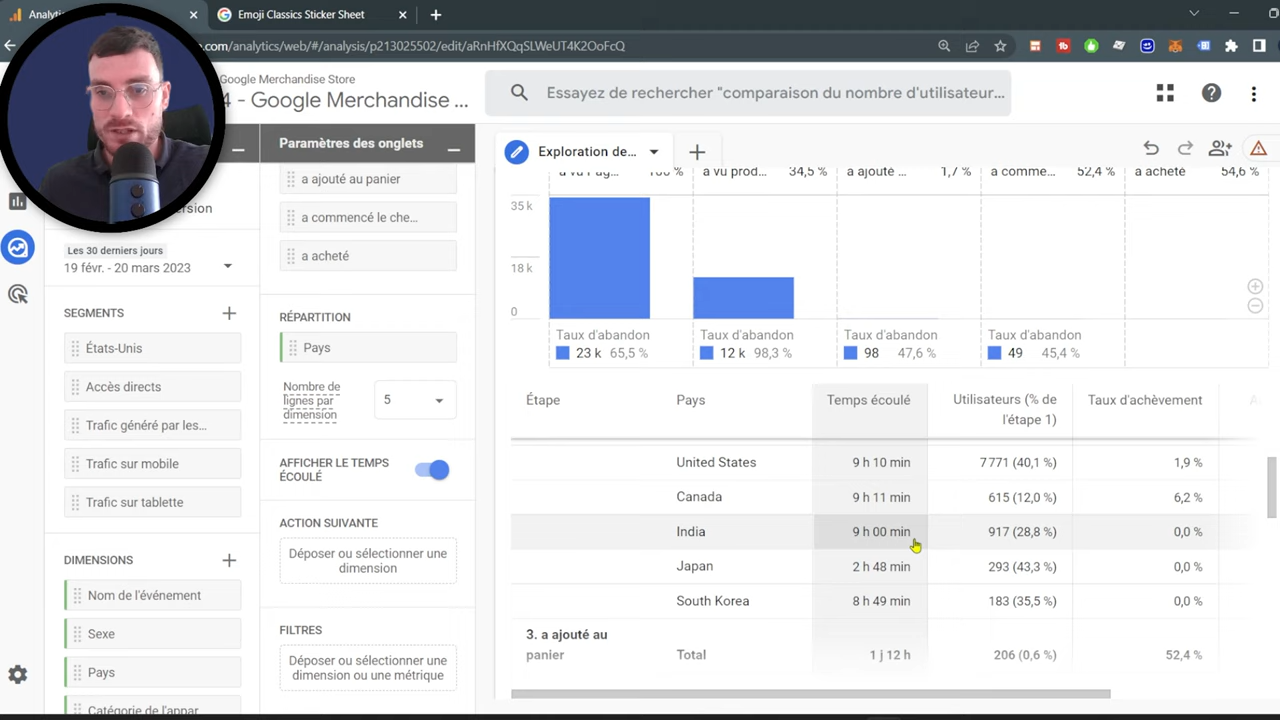 Analyti
Emoji Classics Sticker Sheet
.com/analytics/web/#/analysis/p213025502/edit/aRnHfXQqSLWeUT4K2OoFcQ
Google Merchandise Store
4 - Google Merchandise ...
Essayez de rechercher "comparaison du nombre d'utilisateur...
Paramètres des onglets
Exploration de...
a ajouté au panier
a commencé le che...
a acheté
ersion
Les 30 derniers jours
19 févr. - 20 mars 2023
SEGMENTS
États-Unis
Accès directs
Trafic généré par les...
Trafic sur mobile
Trafic sur tablette
DIMENSIONS
Nom de l'événement
Sexe
Pays
Catégorie de l'appar
RÉPARTITION
Pays
Nombre de
lignes par
dimension
5
AFFICHER LE TEMPS
ÉCOULÉ
ACTION SUIVANTE
Déposer ou sélectionner une
dimension
FILTRES
Déposer ou sélectionner une
dimension ou une métrique
a vu Pag... 100 % a vu prod... 34,5 % a ajouté ... 1,7 % a comme... 52,4 % a acheté 54,6 %
35 k
18 k
0
Taux d'abandon Taux d'abandon Taux d'abandon Taux d'abandon
23 k 65,5 % 12 k 98,3 % 98 47,6 % 49 45,4 %
Étape Pays Temps écoulé Utilisateurs (% de Taux d'achèvement
l'étape 1)
United States 9 h 10 min 7 771 (40,1 %) 1,9 %
Canada 9 h 11 min 615 (12,0 %) 6,2 %
India 9 h 00 min 917 (28,8 %) 0,0 %
Japan 2 h 48 min 293 (43,3 %) 0,0 %
South Korea 8 h 49 min 183 (35,5 %) 0,0 %
3. a ajouté au
panier Total 1 j 12 h 206 (0,6 %) 52,4 %